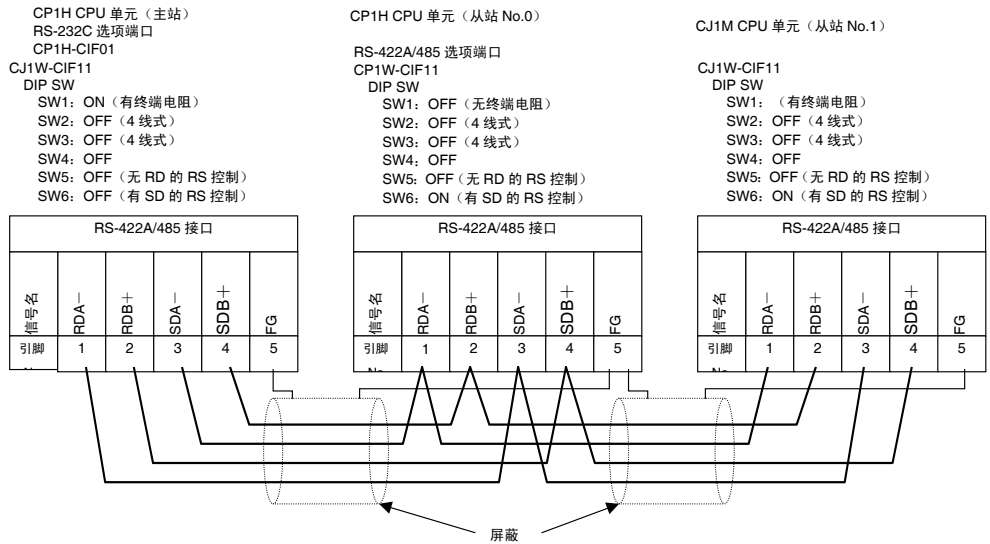 CP1H CPU 单元（主站）
RS-232C 选项端口
CP1H-CIF01
CJ1W-CIF11
DIP SW
SW1：ON（有终端电阻）
SW2：OFF（4 线式）
SW3：OFF（4 线式）
SW4：OFF
SW5：OFF（无 RD 的 RS 控制）
SW6：OFF（有 SD 的 RS 控制）
RS-422A/485 接口
信号名 RDA－ RDB＋ SDA－ SDB＋ FG
引脚 1 2 3 4 5
CP1H CPU 单元（从站 No.0）
RS-422A/485 选项端口
CP1W-CIF11
DIP SW
SW1：OFF（无终端电阻）
SW2：OFF（4 线式）
SW3：OFF（4 线式）
SW4：OFF
SW5：OFF（无 RD 的 RS 控制）
SW6：ON（有 SD 的 RS 控制）
RS-422A/485 接口
信号名 RDA－ RDB＋ SDA－ SDB＋ FG
引脚 1 2 3 4 5
CJ1M CPU 单元（从站 No.1）
CJ1W-CIF11
DIP SW
SW1：（有终端电阻）
SW2：OFF（4 线式）
SW3：OFF（4 线式）
SW4：OFF
SW5：OFF（无 RD 的 RS 控制）
SW6：ON（有 SD 的 RS 控制）
RS-422A/485 接口
信号名 RDA－ RDB＋ SDA－ SDB＋ FG
引脚 1 2 3 4 5
屏蔽